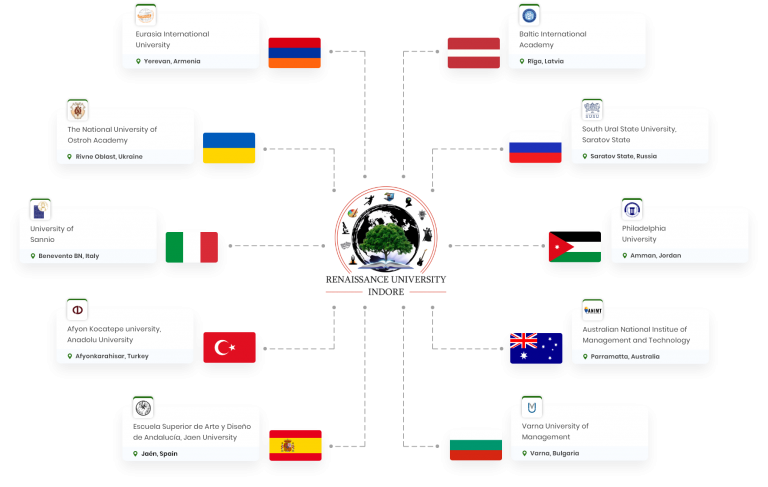 Eurasia International
University
Yerevan, Armenia
Baltic International
Academy
Riga, Latvia
The National University of
Ostroh Academy
Rivne Oblast, Ukraine
South Ural State University,
Saratov State
Saratov State, Russia
University of
Sannio
Benevento BN, Italy
Philadelphia
University
Amman, Jordan
RENAISSANCE UNIVERSITY
INDORE
Afyon Kocatepe university,
Anadolu University
Afyonkarahisar, Turkey
Australian National Institue of
Management and Technology
Parramatta, Australia
Escuela Superior de Arte y Diseño
de Andalucía, Jaen University
Jaén, Spain
Varna University of
Management
Varna, Bulgaria